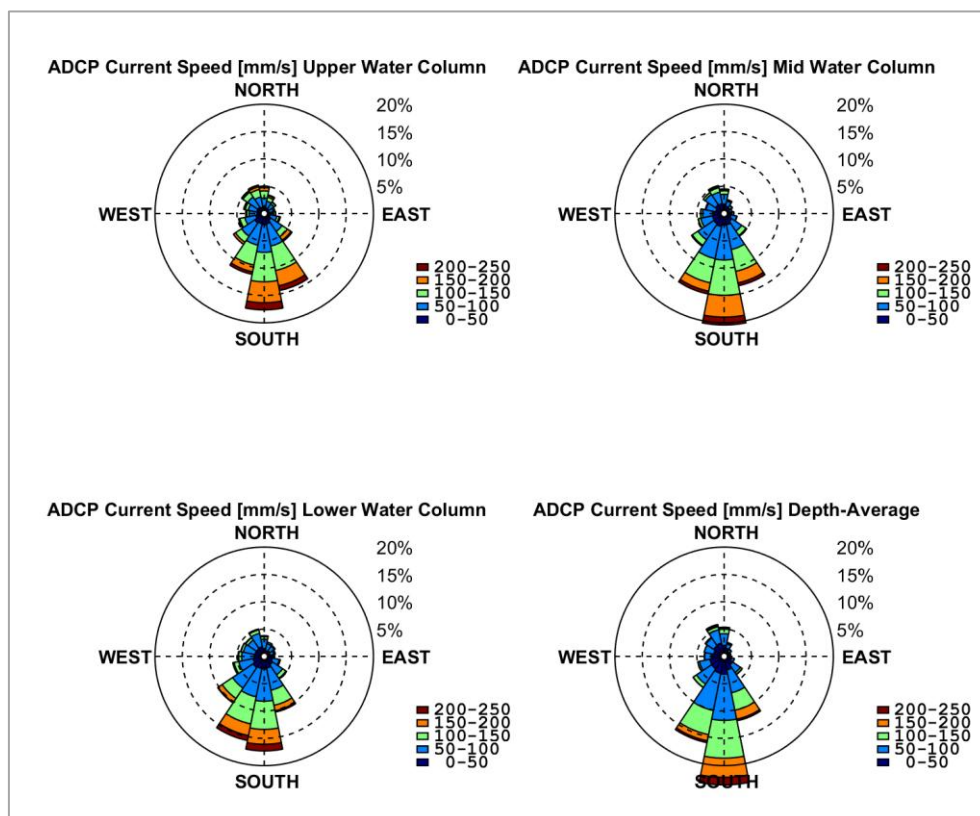 ADCP Current Speed [mm/s] Upper Water Column
NORTH
20%
15%
10%
5%
WEST
EAST
200-250
150-200
100-150
50-100
0-50
SOUTH
ADCP Current Speed [mm/s] Mid Water Column
NORTH
20%
15%
10%
5%
WEST
EAST
200-250
150-200
100-150
50-100
0-50
SOUTH
ADCP Current Speed [mm/s] Lower Water Column
NORTH
20%
15%
10%
5%
WEST
EAST
200-250
150-200
100-150
50-100
0-50
SOUTH
ADCP Current Speed [mm/s] Depth-Average
NORTH
20%
15%
10%
5%
WEST
EAST
200-250
150-200
100-150
50-100
0-50
SOUTH